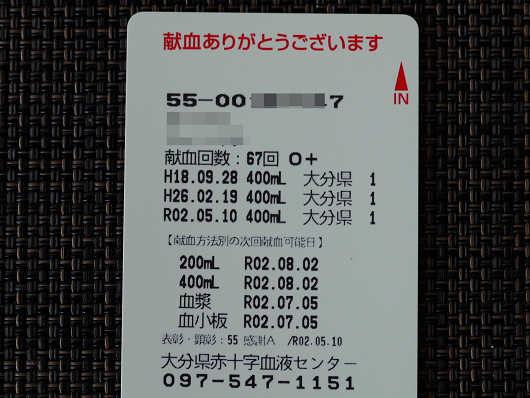 献血ありがとうございます
IN
55-00 7
献血回数：67回 O+
H18.09.28 400mL 大分県 1
H26.02.19 400mL 大分県 1
R02.05.10 400mL 大分県 1
【献血方法別の次回献血可能日】
200mL R02.08.02
400mL R02.08.02
血漿 R02.07.05
血小板 R02.07.05
表彰・顕彰：55 感謝A /R02.05.10
大分県赤十字血液センター
097-547-1151